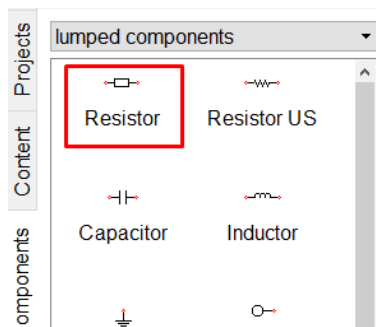 Projects
Content
omponents
lumped components
Resistor
Resistor US
Capacitor
Inductor